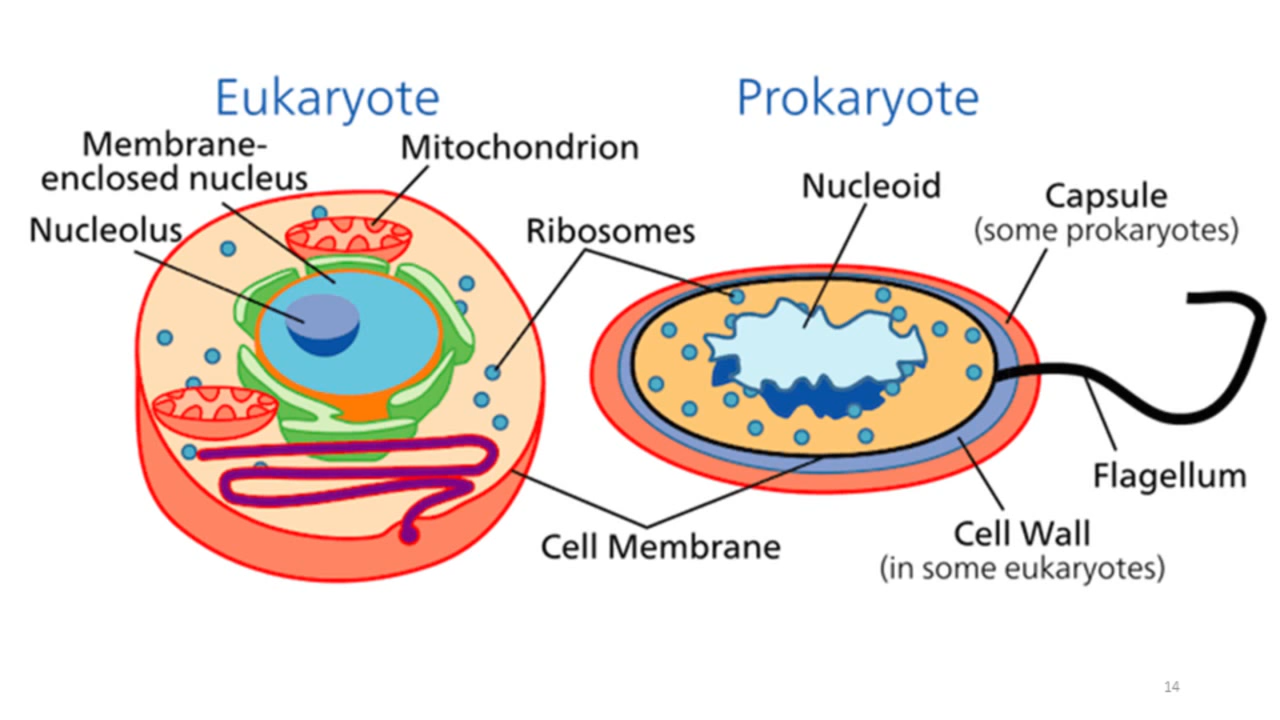 Eukaryote
Prokaryote
Membrane-
enclosed nucleus
Mitochondrion
Nucleolus
Ribosomes
Nucleoid
Capsule
(some prokaryotes)
Flagellum
Cell Membrane
Cell Wall
(in some eukaryotes)
14